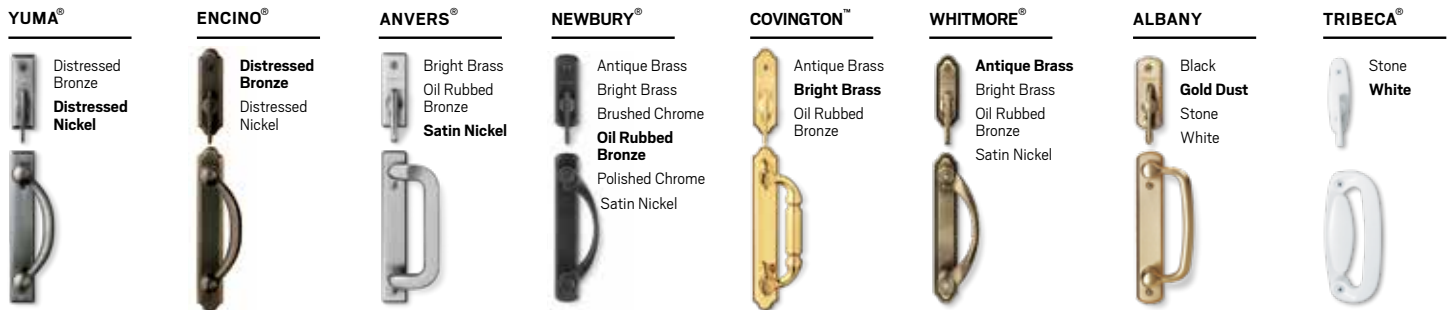 YUMA®
Distressed
Bronze
Distressed
Nickel
ENCINO®
Distressed
Bronze
Distressed
Nickel
ANVERS®
Bright Brass
Oil Rubbed
Bronze
Satin Nickel
NEWBURY®
Antique Brass
Bright Brass
Brushed Chrome
Oil Rubbed
Bronze
Polished Chrome
Satin Nickel
COVINGTON™
Antique Brass
Bright Brass
Oil Rubbed
Bronze
WHITMORE®
Antique Brass
Bright Brass
Oil Rubbed
Bronze
Satin Nickel
ALBANY
Black
Gold Dust
Stone
White
TRIBECA®
Stone
White